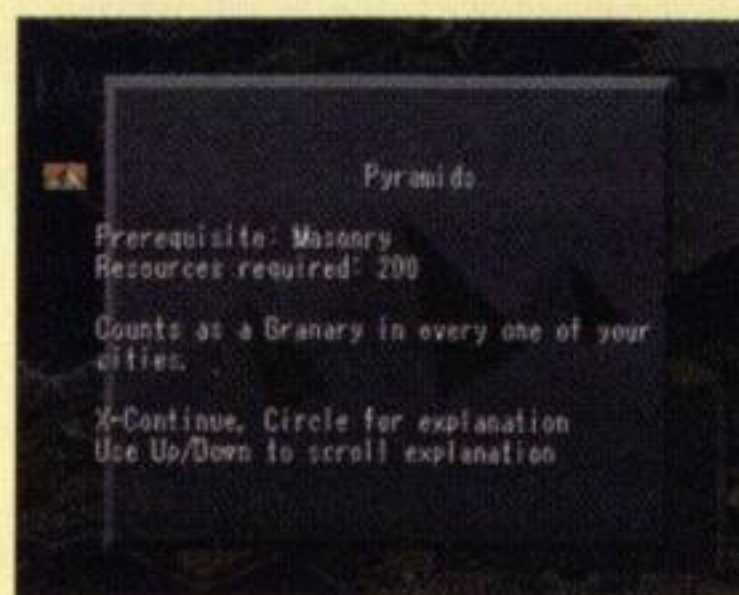 Pyramids
Prerequisite: Masonry
Resources required: 200
Counts as a Granary in every one of your
cities.
X-Continue, Circle for explanation
Use Up/Down to scroll explanation